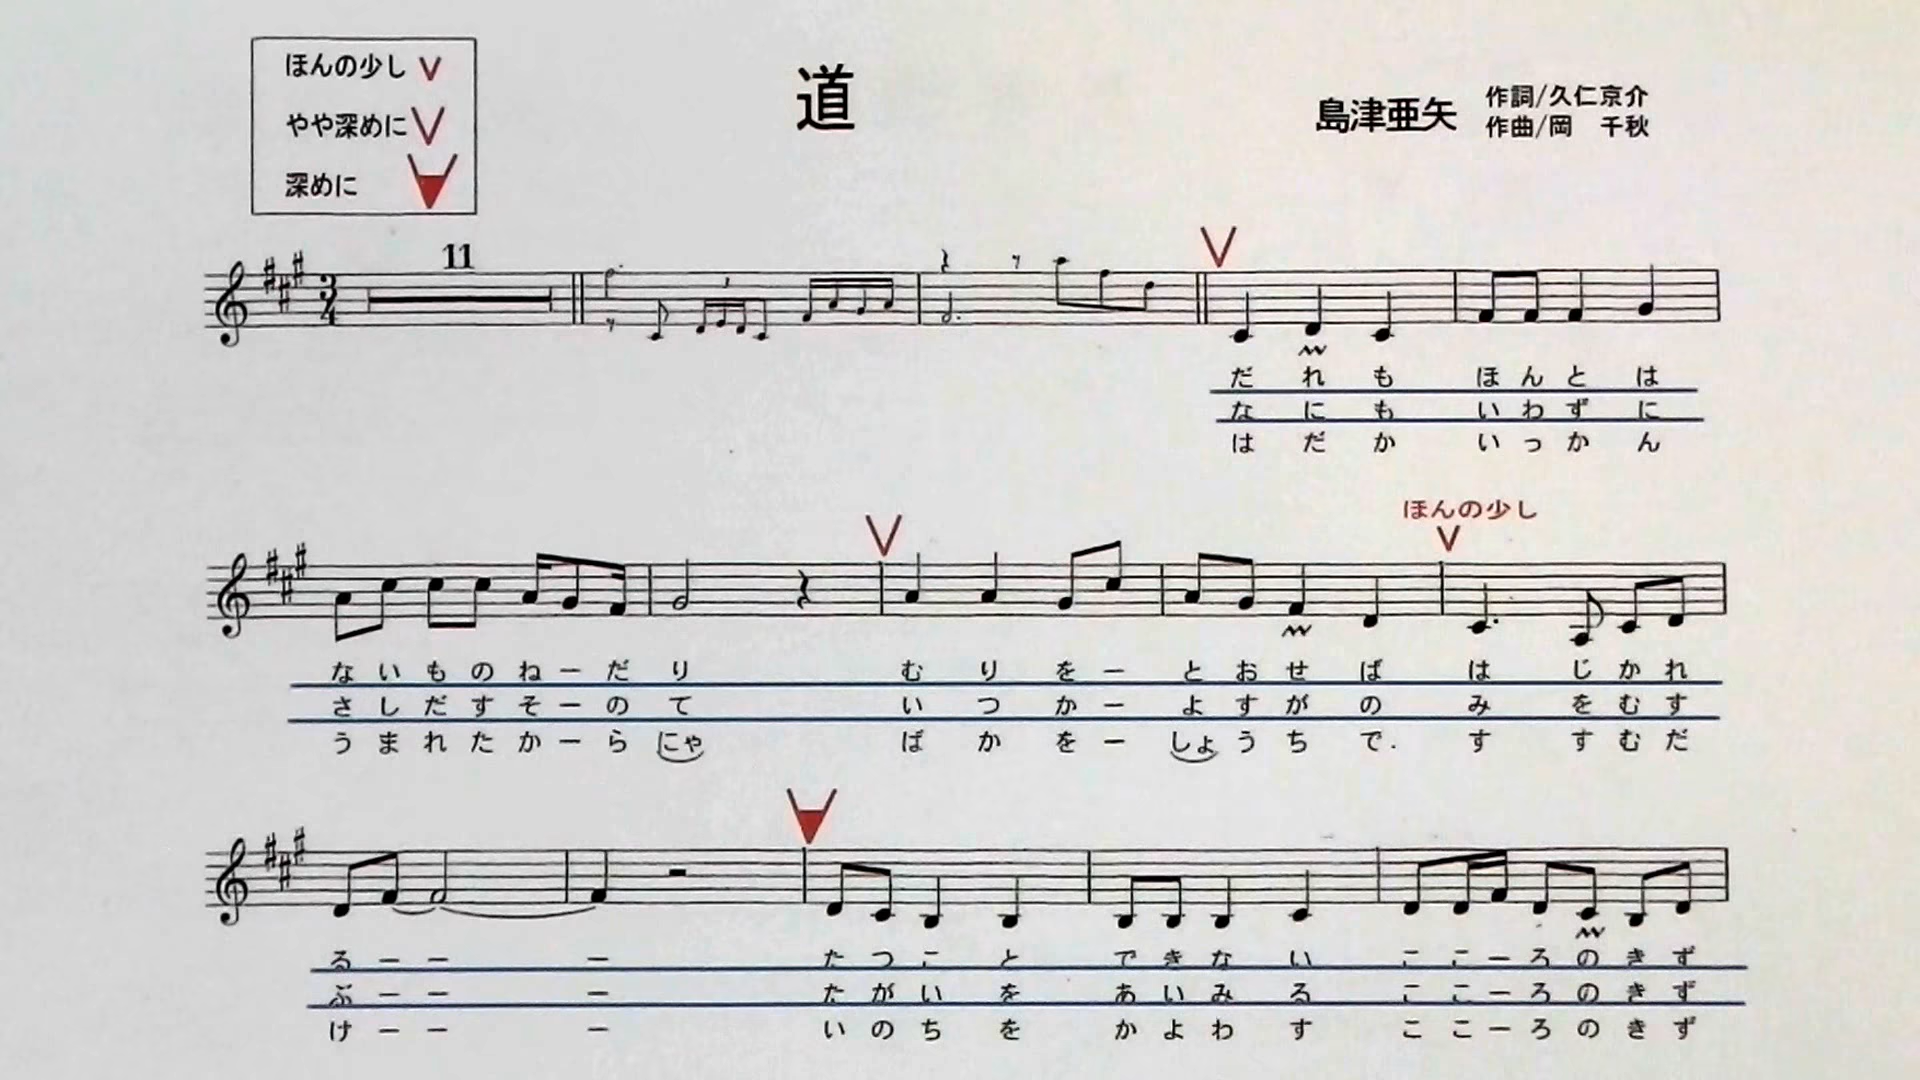 ほんの少し V
やや深めに V
深めに
道
島津亜矢
作詞/久仁京介
作曲/岡 千秋
11
3
4
3
だ れ も ほ ん と は
な に も い わ ず に
は だ か い っ か ん
ほんの少し
な い も の ね ー だ り む り を ー と お せ ば は じ か れ
さ し だ す そ ー の て い つ か ー よ す が の み を む す
う ま れ た か ー ら にゃ ば か を ー しょ う ち で . す す む だ
る ー ー ー た つ こ と で き な い こ こ ー ろ の き ず
ぶ ー ー ー た が い を あ い み る こ こ ー ろ の き ず
け ー ー ー い の ち を か よ わ す こ こ ー ろ の き ず